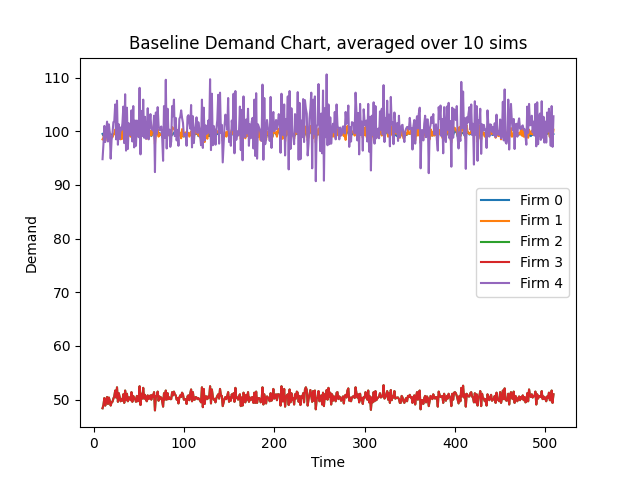 Baseline Demand Chart, averaged over 10 sims
110
100
90
80
70
60
50
Demand
Firm 0
Firm 1
Firm 2
Firm 3
Firm 4
0 100 200 300 400 500
Time